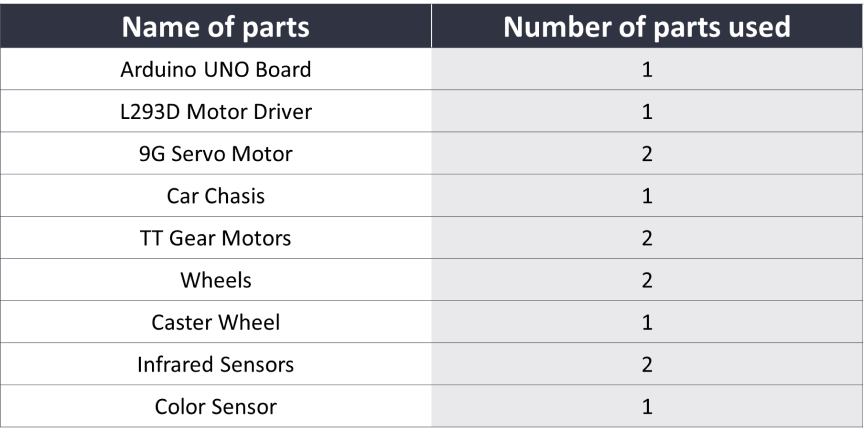 Name of parts Number of parts used
Arduino UNO Board 1
L293D Motor Driver 1
9G Servo Motor 2
Car Chasis 1
TT Gear Motors 2
Wheels 2
Caster Wheel 1
Infrared Sensors 2
Color Sensor 1